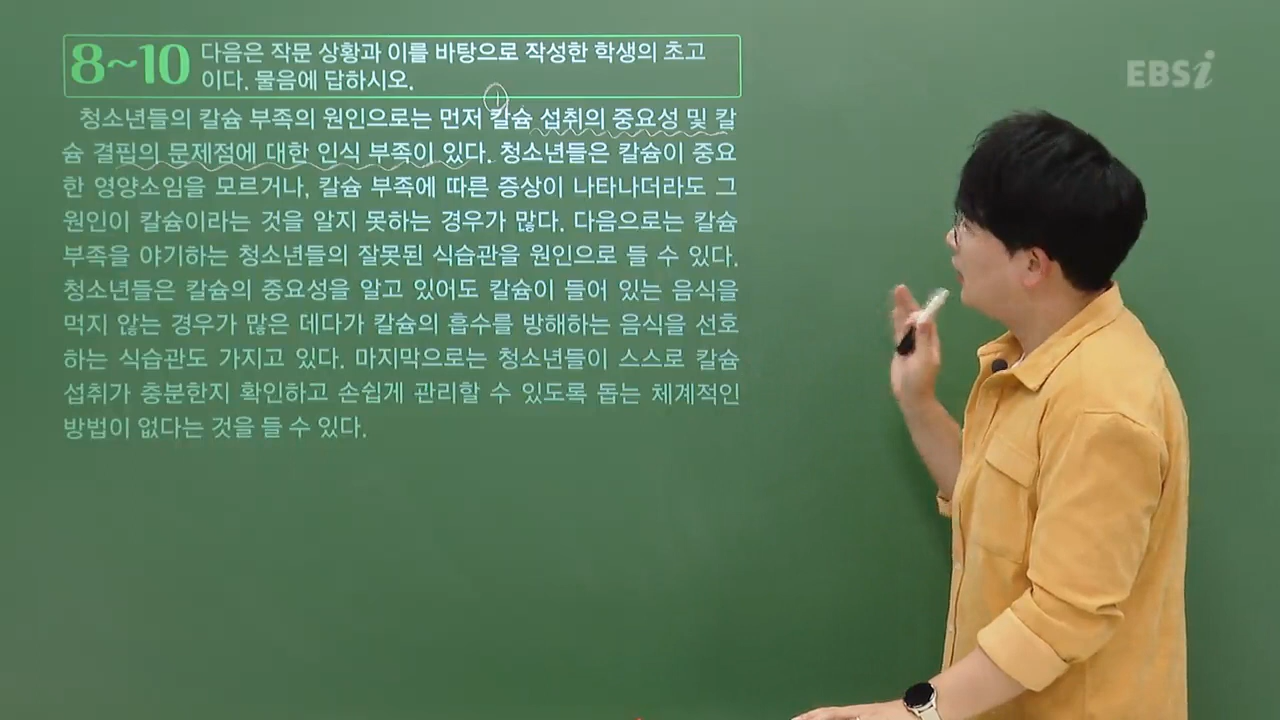 8~10 다음은 작문 상황과 이를 바탕으로 작성한 학생의 초고
이다. 물음에 답하시오.
EBSi
①
청소년들의 칼슘 부족의 원인으로는 먼저 칼슘 섭취의 중요성 및 칼
슘 결핍의 문제점에 대한 인식 부족이 있다. 청소년들은 칼슘이 중요
한 영양소임을 모르거나, 칼슘 부족에 따른 증상이 나타나더라도 그
원인이 칼슘이라는 것을 알지 못하는 경우가 많다. 다음으로는 칼슘
부족을 야기하는 청소년들의 잘못된 식습관을 원인으로 들 수 있다.
청소년들은 칼슘의 중요성을 알고 있어도 칼슘이 들어 있는 음식을
먹지 않는 경우가 많은 데다가 칼슘의 흡수를 방해하는 음식을 선호
하는 식습관도 가지고 있다. 마지막으로는 청소년들이 스스로 칼슘
섭취가 충분한지 확인하고 손쉽게 관리할 수 있도록 돕는 체계적인
방법이 없다는 것을 들 수 있다.